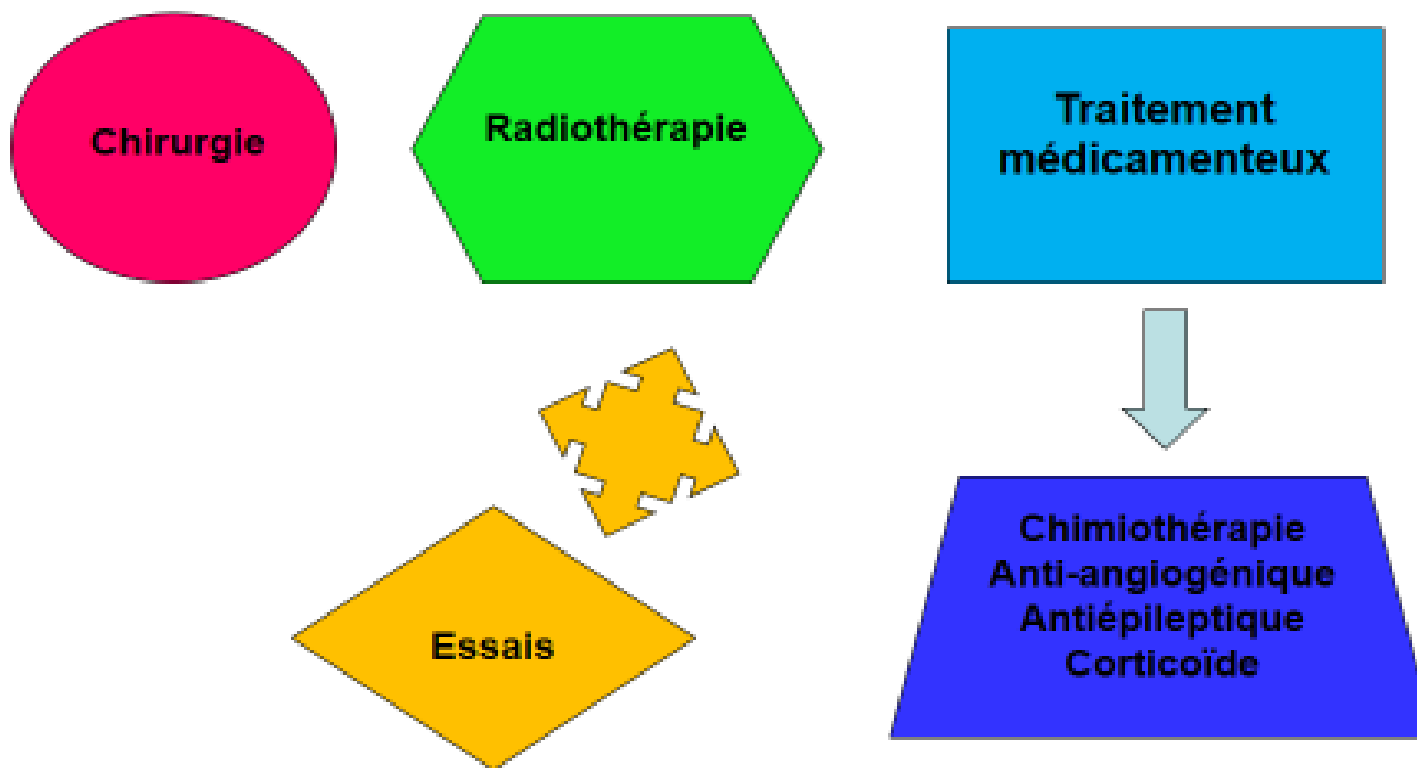 Chirurgie
Radiothérapie
Traitement
médicamenteux
Essais
Chimiothérapie
Anti-angiogénique
Antiépileptique
Corticoïde